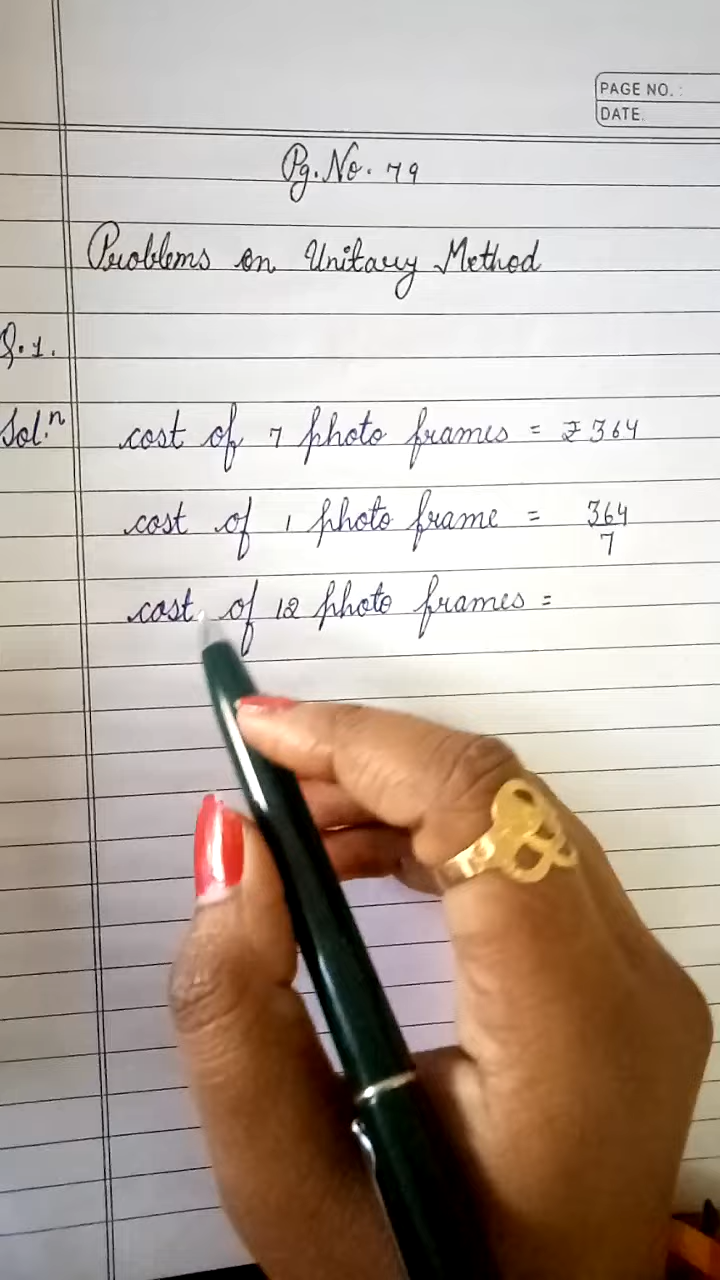 PAGE NO. :
DATE.
Pg. No. 79
Problems on Unitary Method
Q.1.
Sol.ⁿ cost of 7 photo frames = ₹ 364
cost of 1 photo frame = 364
7
cost of 12 photo frames =